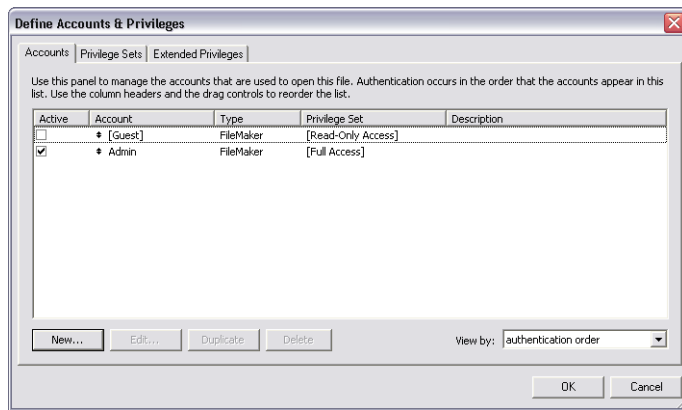 Define Accounts & Privileges
Accounts Privilege Sets Extended Privileges
Use this panel to manage the accounts that are used to open this file. Authentication occurs in the order that the accounts appear in this
list. Use the column headers and the drag controls to reorder the list.
Active Account Type Privilege Set Description
[Guest] FileMaker [Read-Only Access]
Admin FileMaker [Full Access]
New... Edit... Duplicate Delete View by: authentication order
OK Cancel